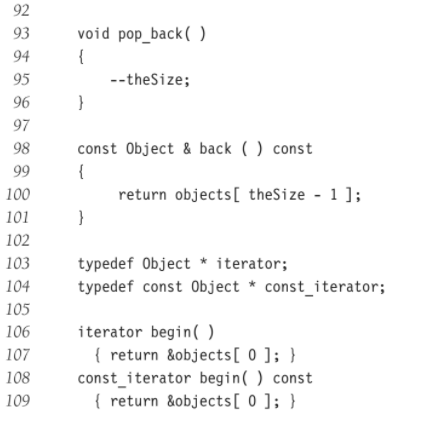 92
93 void pop_back( )
94 {
95 --theSize;
96 }
97
98 const Object & back ( ) const
99 {
100 return objects[ theSize - 1 ];
101 }
102
103 typedef Object * iterator;
104 typedef const Object * const_iterator;
105
106 iterator begin( )
107 { return &objects[ 0 ]; }
108 const_iterator begin( ) const
109 { return &objects[ 0 ]; }